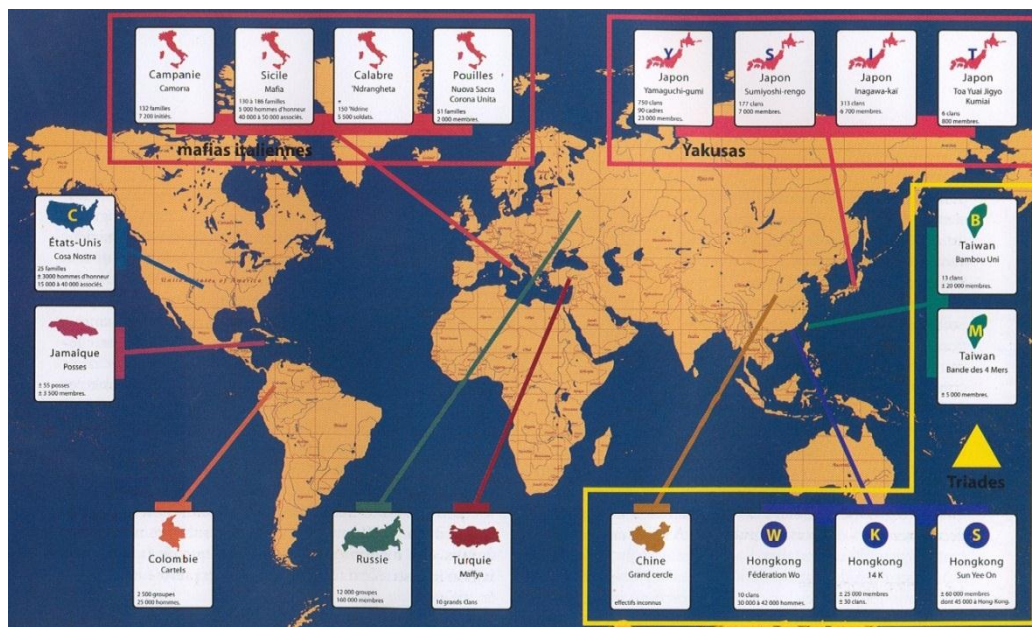 Campanie
Camorra
132 familles
7 200 initiés.
Sicile
Mafia
130 à 186 familles
5 000 hommes d'honneur
40 000 à 50 000 associés.
Calabre
'Ndrangheta
150 'Ndrine
5 500 soldats.
Pouilles
Nuova Sacra
Corona Unita
51 familles
2 000 membres.
mafias italiennes
Y
Japon
Yamaguchi-gumi
750 clans
90 cadres
23 000 membres.
S
Japon
Sumiyoshi-rengo
177 clans
7 000 membres.
I
Japon
Inagawa-kaï
313 clans
6 700 membres.
T
Japon
Toa Yuai Jigyo
Kumiai
6 clans
800 membres.
Yakusas
C
États-Unis
Cosa Nostra
25 familles
± 3000 hommes d'honneur
15 000 à 40 000 associés.
United States of America
Jamaïque
Posses
± 55 posses
± 3 500 membres.
B
Taiwan
Bambou Uni
13 clans
± 20 000 membres.
M
Taiwan
Bande des 4 Mers
± 5 000 membres.
Triades
Colombie
Cartels
2 500 groupes
25 000 hommes.
Russie
12 000 groupes
160 000 membres
Turquie
Maffya
10 grands Clans
Chine
Grand cercle
effectifs inconnus
W
Hongkong
Fédération Wo
10 clans
30 000 à 42 000 hommes.
K
Hongkong
14 K
± 25 000 membres
± 30 clans.
S
Hongkong
Sun Yee On
± 60 000 membres
dont 45 000 à Hong Kong.